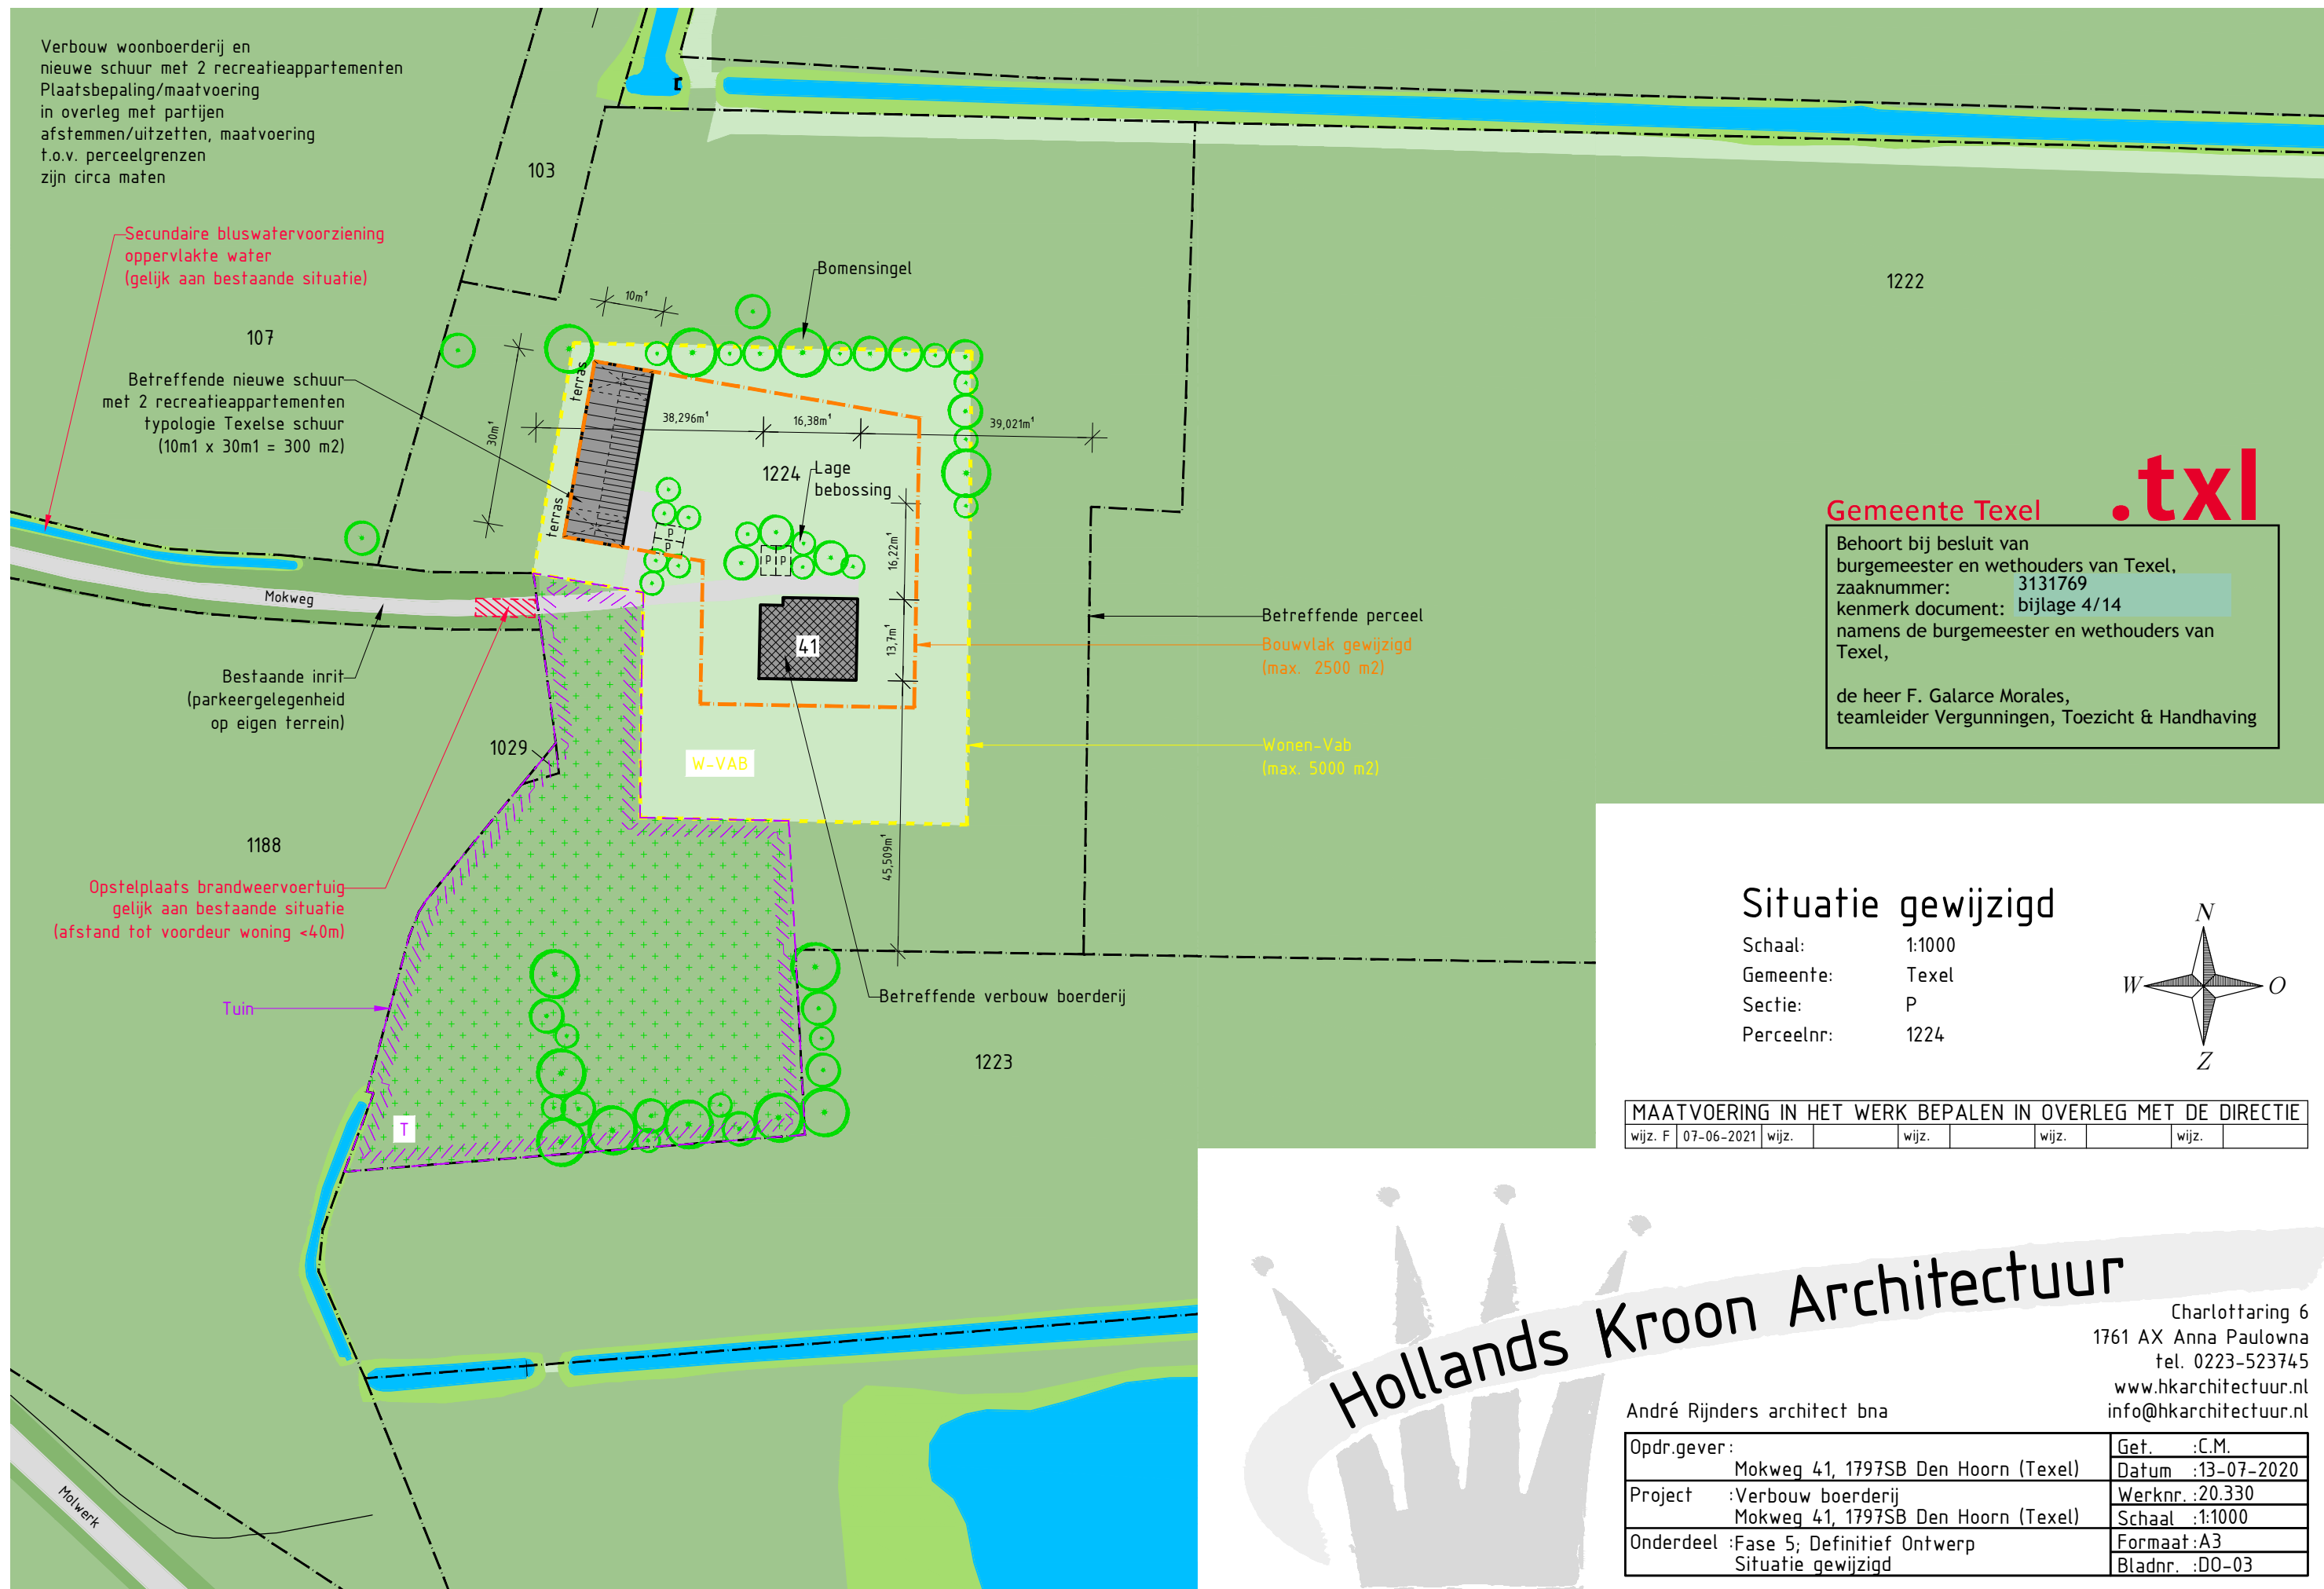 Verbouw woonboerderij en
nieuwe schuur met 2 recreatieappartementen
Plaatsbepaling/maatvoering
in overleg met partijen
afstemmen/uitzetten, maatvoering
t.o.v. perceelgrenzen
zijn circa maten
103
Secundaire bluswatervoorziening
oppervlakte water
(gelijk aan bestaande situatie)
Bomensingel
1222
10m¹
107
terras
Betreffende nieuwe schuur
met 2 recreatieappartementen
typologie Texelse schuur
(10m1 x 30m1 = 300 m2)
30m¹
38,296m¹
16,38m¹
39,021m¹
1224
Lage
bebossing
terras
P
P
P
P
16,22m¹
.txl
Gemeente Texel
Behoort bij besluit van
burgemeester en wethouders van Texel,
zaaknummer: 3131769
kenmerk document: bijlage 4/14
namens de burgemeester en wethouders van
Texel,
de heer F. Galarce Morales,
teamleider Vergunningen, Toezicht & Handhaving
Mokweg
Betreffende perceel
Bouwvlak gewijzigd
(max. 2500 m2)
41
13,7m¹
Bestaande inrit
(parkeergelegenheid
op eigen terrein)
1029
W-VAB
Wonen-Vab
(max. 5000 m2)
1188
45,509m¹
Opstelplaats brandweervoertuig
gelijk aan bestaande situatie
(afstand tot voordeur woning <40m)
Tuin
Betreffende verbouw boerderij
1223
T
Situatie gewijzigd
Schaal: 1:1000
Gemeente: Texel
Sectie: P
Perceelnr: 1224
N
W
O
Z
MAATVOERING IN HET WERK BEPALEN IN OVERLEG MET DE DIRECTIE
wijz. F 07-06-2021 wijz. wijz. wijz. wijz.
Hollands Kroon Architectuur
Charlottaring 6
1761 AX Anna Paulowna
tel. 0223-523745
www.hkarchitectuur.nl
André Rijnders architect bna info@hkarchitectuur.nl
Opdr.gever:
Mokweg 41, 1797SB Den Hoorn (Texel)
Project :Verbouw boerderij
Mokweg 41, 1797SB Den Hoorn (Texel)
Onderdeel :Fase 5; Definitief Ontwerp
Situatie gewijzigd
Get. :C.M.
Datum :13-07-2020
Werknr. :20.330
Schaal :1:1000
Formaat :A3
Bladnr. :DO-03
Molwerk